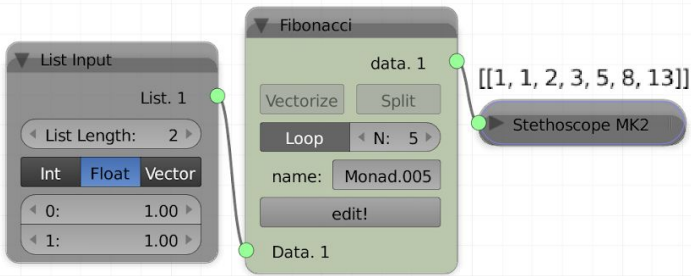 List Input
List. 1
List Length: 2
Int Float Vector
0: 1.00
1: 1.00
Fibonacci
data. 1
Vectorize Split
Loop N: 5
name: Monad.005
edit!
Data. 1
[[1, 1, 2, 3, 5, 8, 13]]
Stethoscope MK2